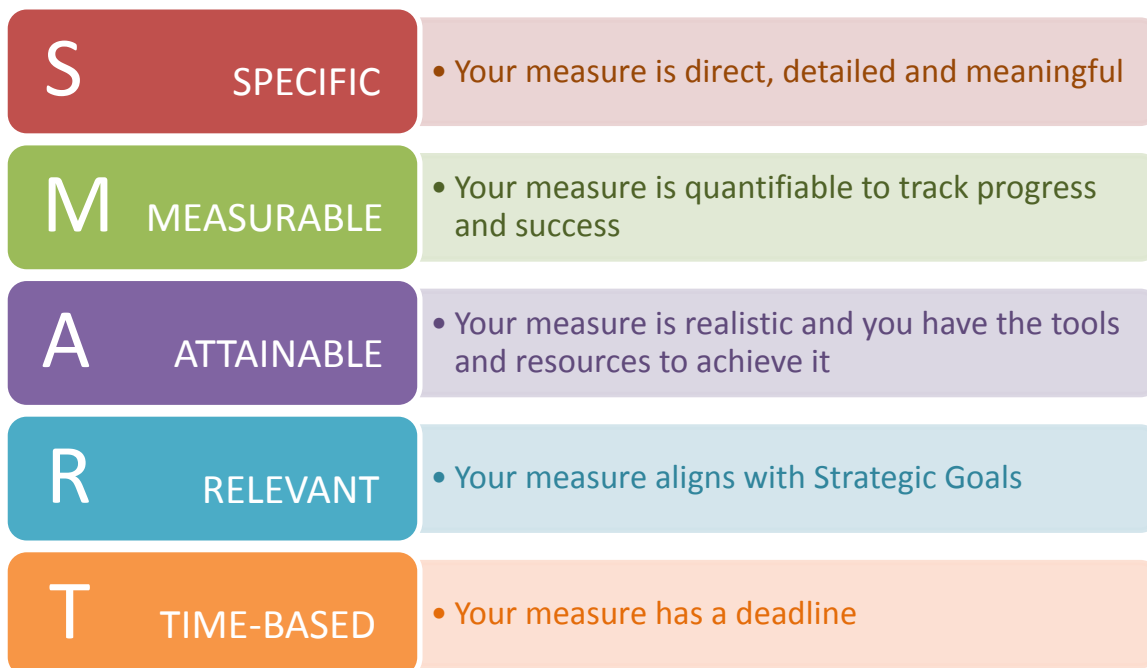 S SPECIFIC
• Your measure is direct, detailed and meaningful
M MEASURABLE
• Your measure is quantifiable to track progress
and success
A ATTAINABLE
• Your measure is realistic and you have the tools
and resources to achieve it
R RELEVANT
• Your measure aligns with Strategic Goals
T TIME-BASED
• Your measure has a deadline